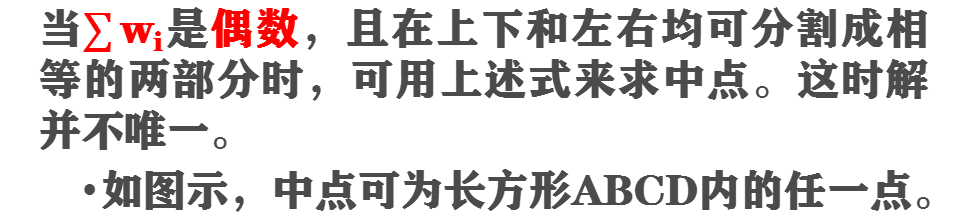 当∑wi是偶数，且在上下和左右均可分割成相
等的两部分时，可用上述式来求中点。这时解
并不唯一。
•如图示，中点可为长方形ABCD内的任一点。